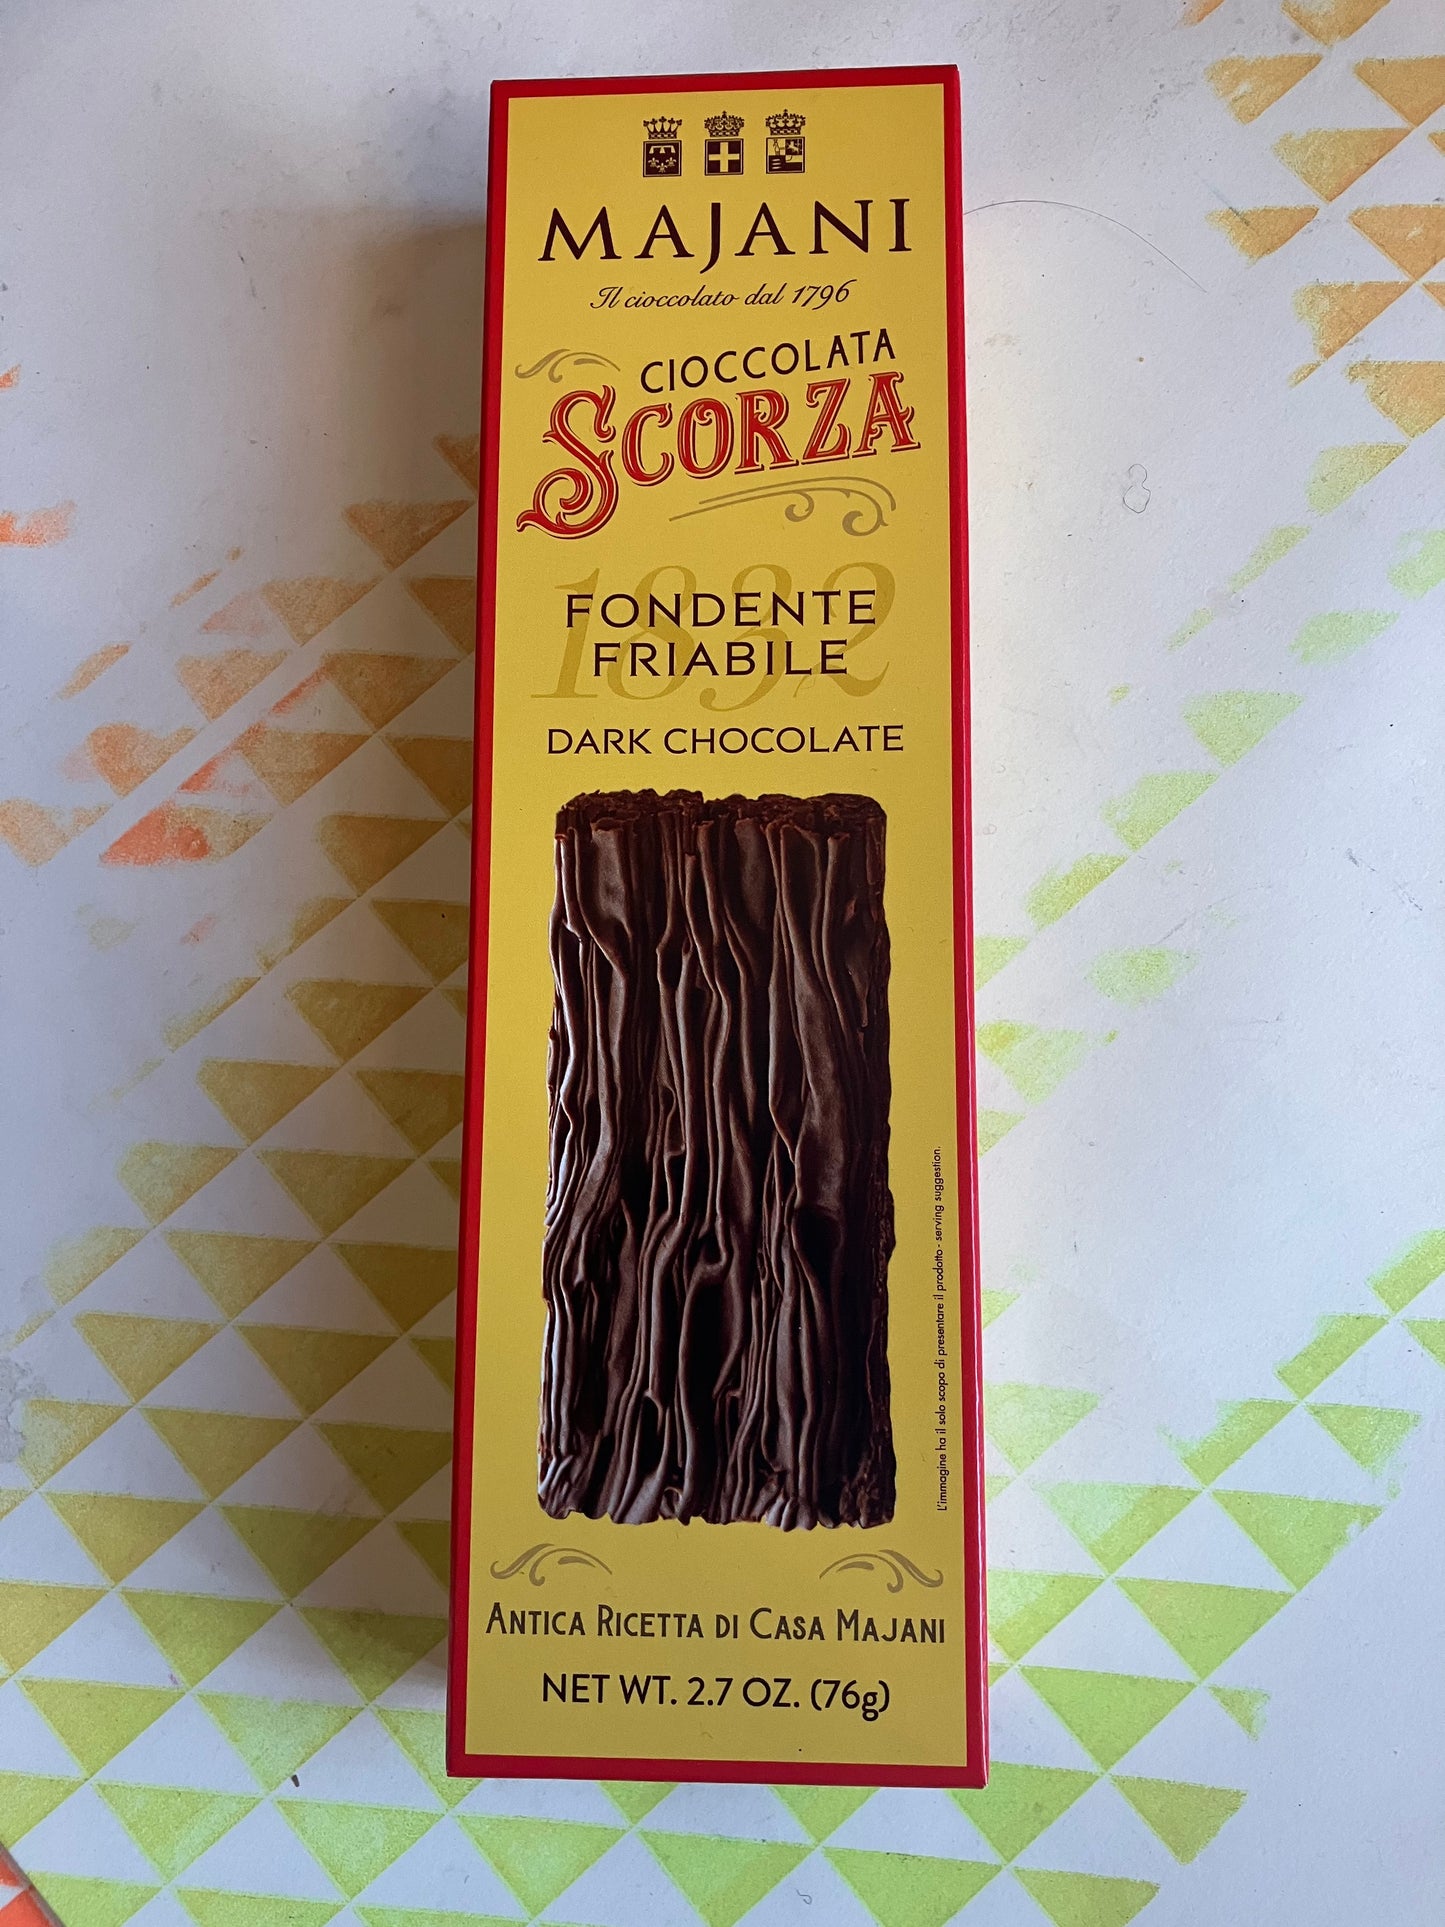 MAJANI
Il cioccolato dal 1796
CIOCCOLATA
SCORZA
1832
FONDENTE
FRIABILE
DARK CHOCOLATE
L'immagine ha il solo scopo di presentare il prodotto - serving suggestion.
ANTICA RICETTA DI CASA MAJANI
NET WT. 2.7 OZ. (76g)